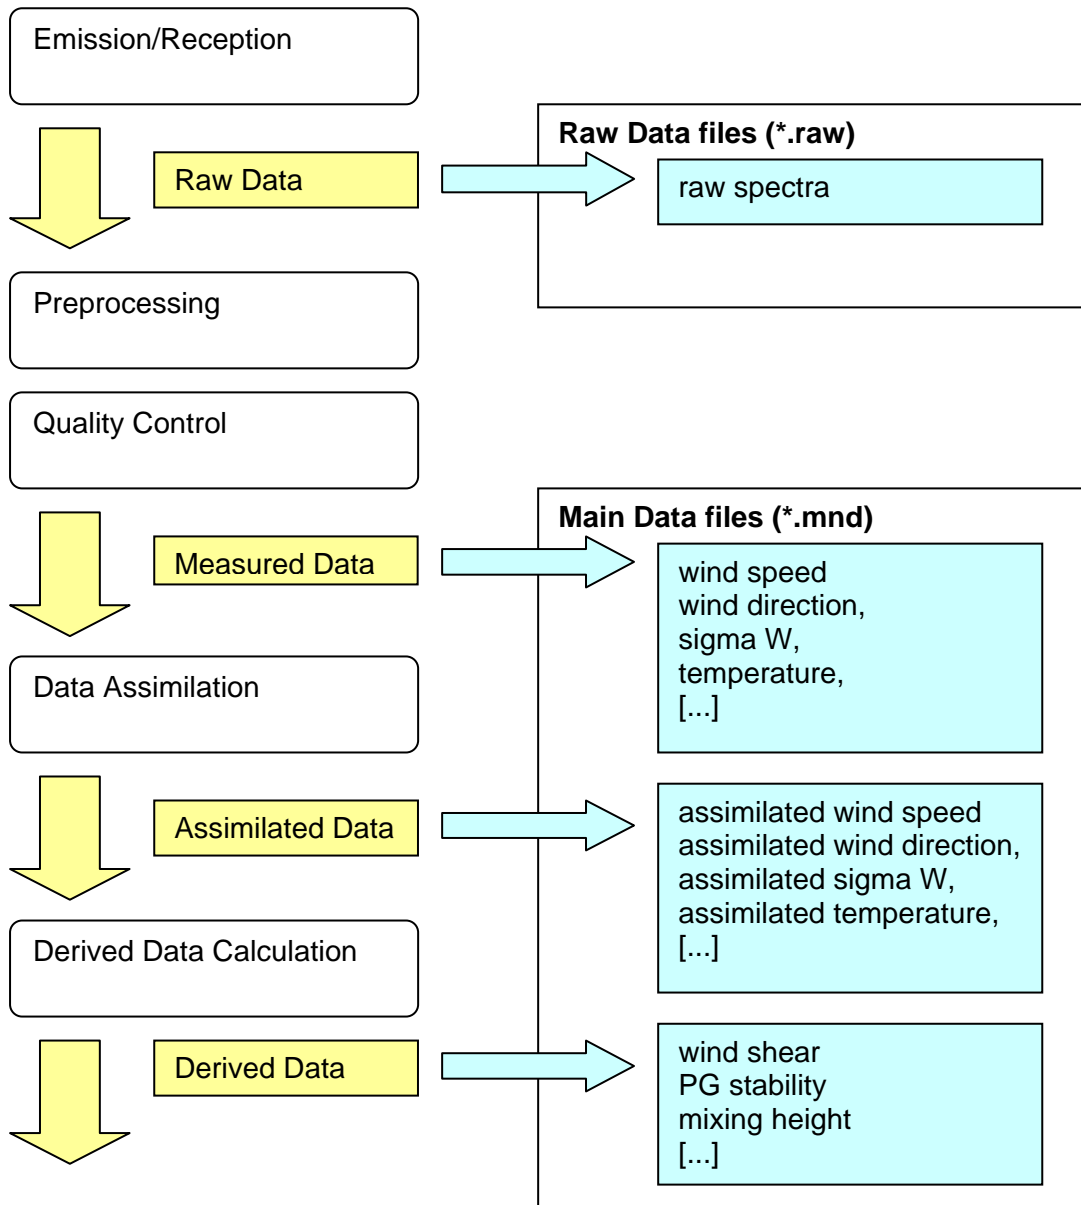 Emission/Reception
Raw Data
Raw Data files (*.raw)
raw spectra
Preprocessing
Quality Control
Measured Data
Main Data files (*.mnd)
wind speed
wind direction,
sigma W,
temperature,
[...]
Data Assimilation
Assimilated Data
assimilated wind speed
assimilated wind direction,
assimilated sigma W,
assimilated temperature,
[...]
Derived Data Calculation
Derived Data
wind shear
PG stability
mixing height
[...]